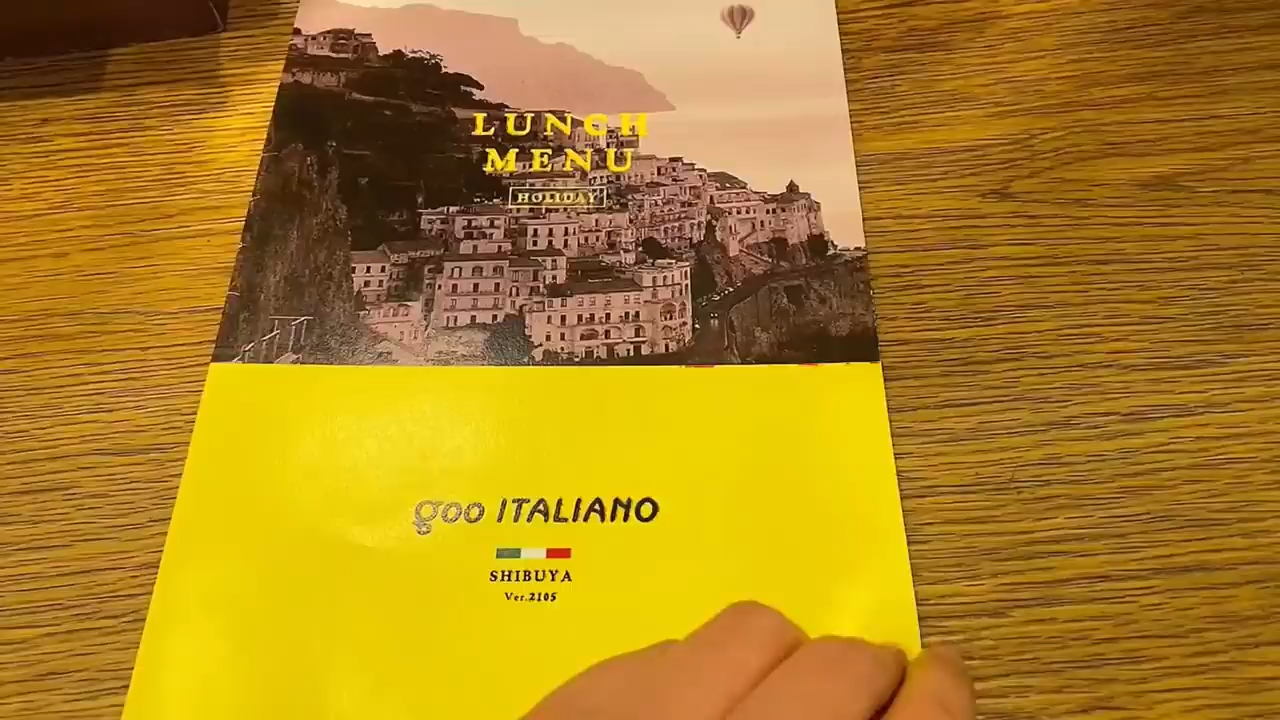 LUNCH
MENU
HOLIDAY
goo ITALIANO
SHIBUYA
Ver.2105